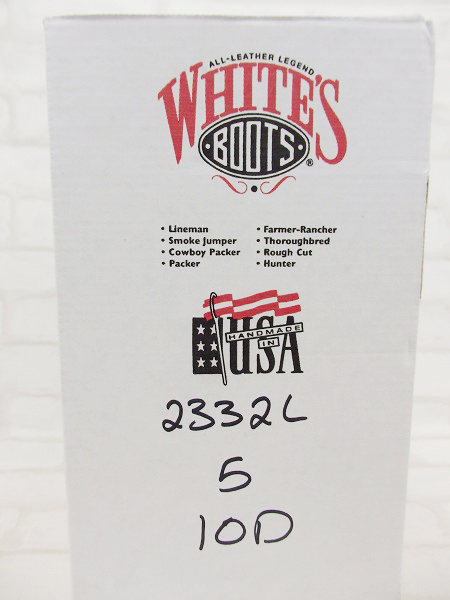 ALL-LEATHER LEGEND
WHITE'S
BOOTS®
• Lineman
• Smoke Jumper
• Cowboy Packer
• Packer
• Farmer-Rancher
• Thoroughbred
• Rough Cut
• Hunter
HANDMADE
IN
USA
2332L
5
10D